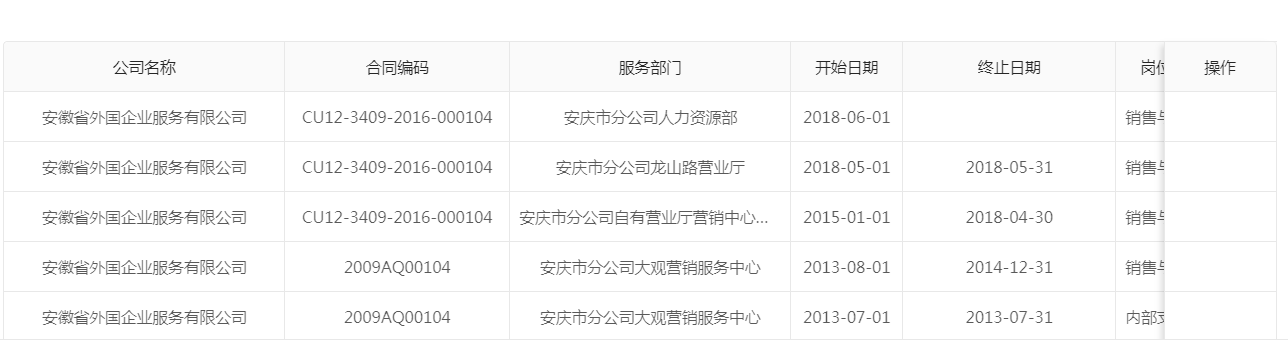 公司名称 合同编码 服务部门 开始日期 终止日期 岗位 操作
安徽省外国企业服务有限公司 CU12-3409-2016-000104 安庆市分公司人力资源部 2018-06-01 销售与
安徽省外国企业服务有限公司 CU12-3409-2016-000104 安庆市分公司龙山路营业厅 2018-05-01 2018-05-31 销售与
安徽省外国企业服务有限公司 CU12-3409-2016-000104 安庆市分公司自有营业厅营销中心... 2015-01-01 2018-04-30 销售与
安徽省外国企业服务有限公司 2009AQ00104 安庆市分公司大观营销服务中心 2013-08-01 2014-12-31 销售与
安徽省外国企业服务有限公司 2009AQ00104 安庆市分公司大观营销服务中心 2013-07-01 2013-07-31 内部支